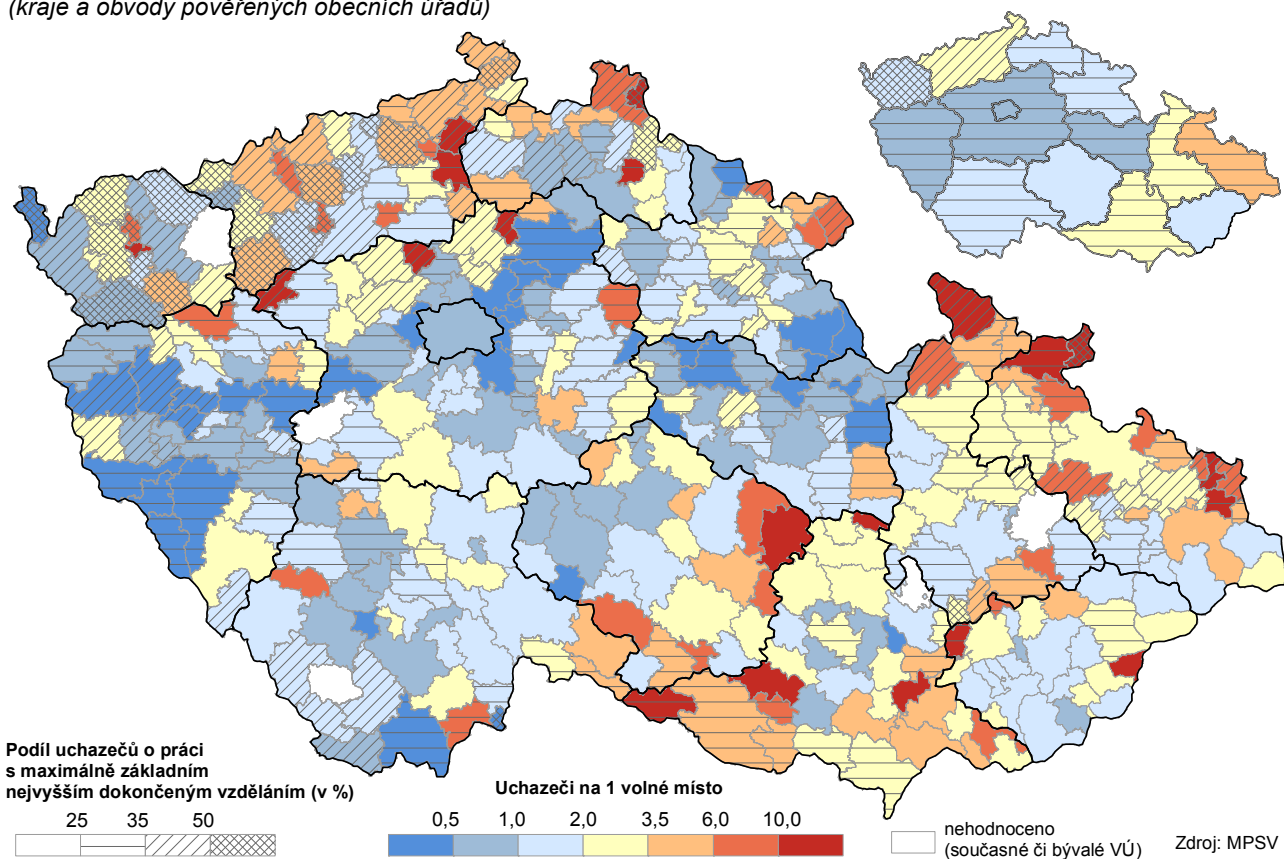 (kraje a obvody pověřených obecních úřadů)
Podíl uchazečů o práci
s maximálně základním
nejvyšším dokončeným vzděláním (v %)
25 35 50
Uchazeči na 1 volné místo
0,5 1,0 2,0 3,5 6,0 10,0
nehodnoceno
(současné či bývalé VÚ)
Zdroj: MPSV